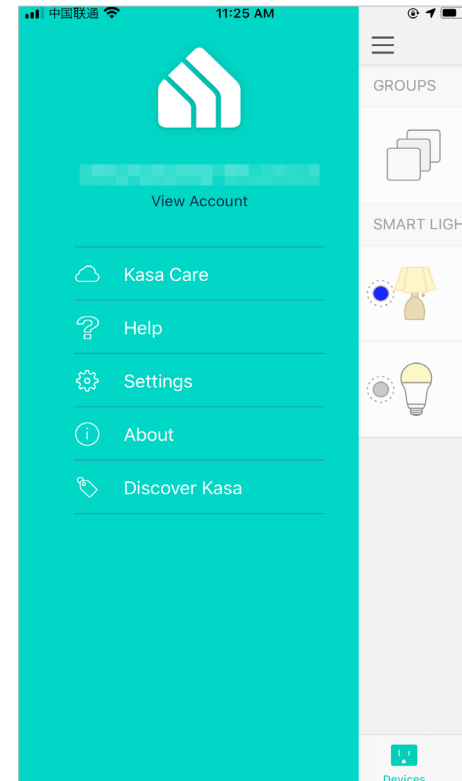 中国联通
11:25 AM
View Account
Kasa Care
Help
Settings
About
Discover Kasa
GROUPS
SMART LIGH
Devices